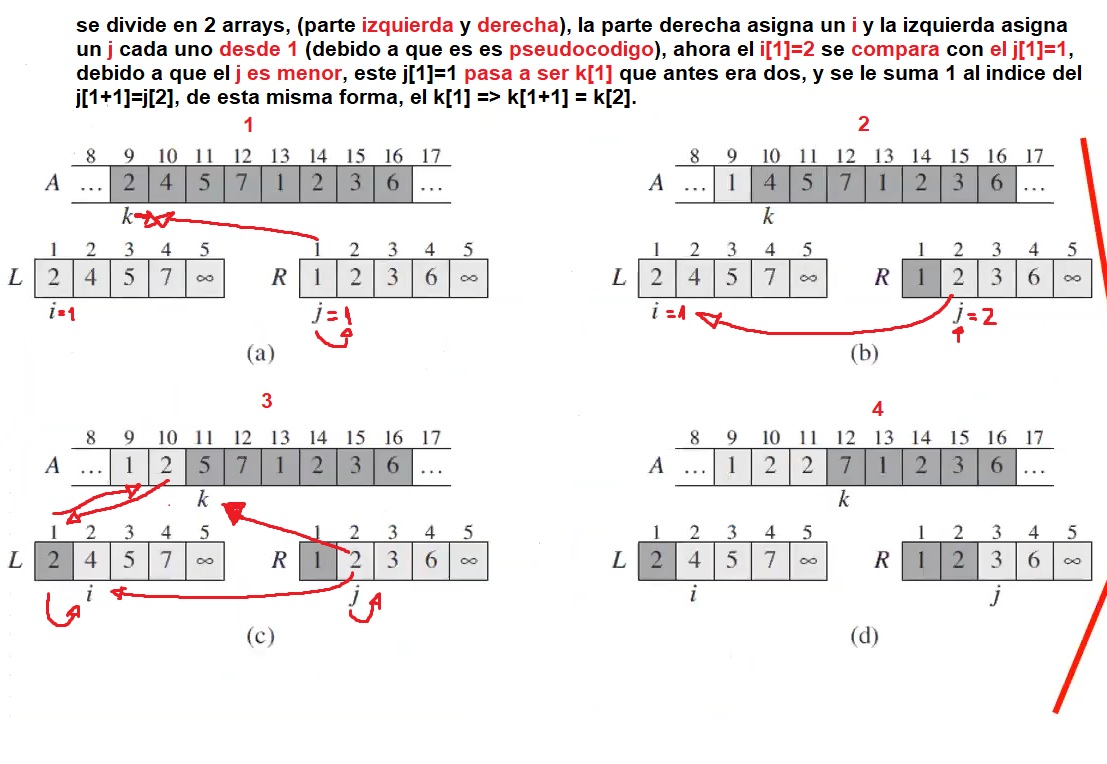 se divide en 2 arrays, (parte izquierda y derecha), la parte derecha asigna un i y la izquierda asigna
un j cada uno desde 1 (debido a que es es pseudocodigo), ahora el i[1]=2 se compara con el j[1]=1,
debido a que el j es menor, este j[1]=1 pasa a ser k[1] que antes era dos, y se le suma 1 al indice del
j[1+1]=j[2], de esta misma forma, el k[1] => k[1+1] = k[2].
1
8 9 10 11 12 13 14 15 16 17
A ... 2 4 5 7 1 2 3 6 ...
k
1 2 3 4 5 1 2 3 4 5
L 2 4 5 7 ∞ R 1 2 3 6 ∞
i=1 j=1
(a)
2
8 9 10 11 12 13 14 15 16 17
A ... 1 4 5 7 1 2 3 6 ...
k
1 2 3 4 5 1 2 3 4 5
L 2 4 5 7 ∞ R 1 2 3 6 ∞
i=1 j=2
(b)
3
8 9 10 11 12 13 14 15 16 17
A ... 1 2 5 7 1 2 3 6 ...
k
1 2 3 4 5 1 2 3 4 5
L 2 4 5 7 ∞ R 1 2 3 6 ∞
i j
(c)
4
8 9 10 11 12 13 14 15 16 17
A ... 1 2 2 7 1 2 3 6 ...
k
1 2 3 4 5 1 2 3 4 5
L 2 4 5 7 ∞ R 1 2 3 6 ∞
i j
(d)